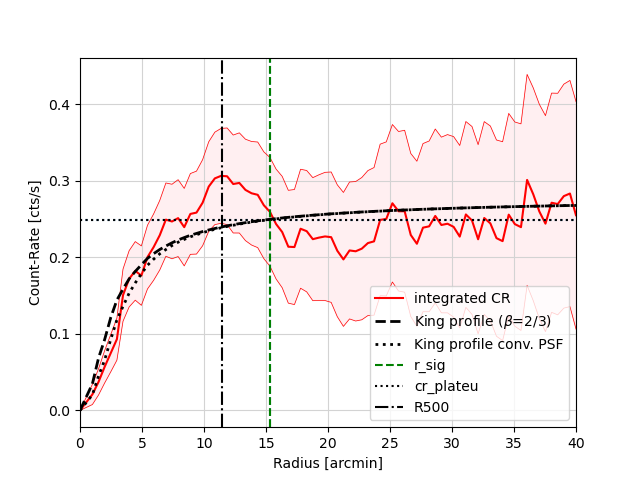 0.4
0.3
0.2
0.1
0.0
Count-Rate [cts/s]
integrated CR
King profile (β=2/3)
King profile conv. PSF
r_sig
cr_plateu
R500
0 5 10 15 20 25 30 35 40
Radius [arcmin]